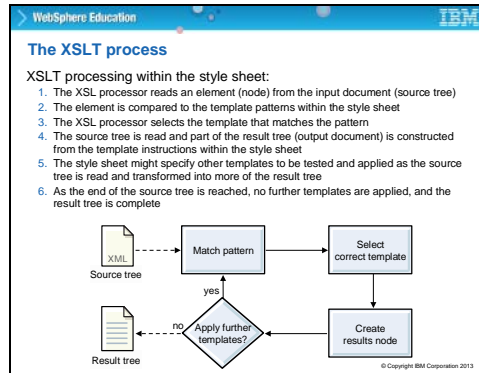 WebSphere Education
IBM
The XSLT process
XSLT processing within the style sheet:
1. The XSL processor reads an element (node) from the input document (source tree)
2. The element is compared to the template patterns within the style sheet
3. The XSL processor selects the template that matches the pattern
4. The source tree is read and part of the result tree (output document) is constructed
from the template instructions within the style sheet
5. The style sheet might specify other templates to be tested and applied as the source
tree is read and transformed into more of the result tree
6. As the end of the source tree is reached, no further templates are applied, and the
result tree is complete
XML
Source tree
Match pattern
Select
correct template
yes
no
Apply further
templates?
Create
results node
Result tree
© Copyright IBM Corporation 2013